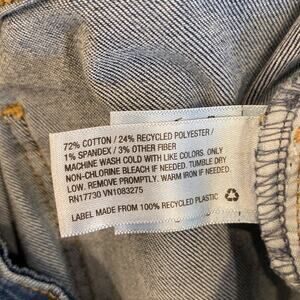 72% COTTON / 24% RECYCLED POLYESTER /
1% SPANDEX / 3% OTHER FIBER
MACHINE WASH COLD WITH LIKE COLORS. ONLY
NON-CHLORINE BLEACH IF NEEDED. TUMBLE DRY
LOW. REMOVE PROMPTLY. WARM IRON IF NEEDED.
RN17730 VN1083275
LABEL MADE FROM 100% RECYCLED PLASTIC